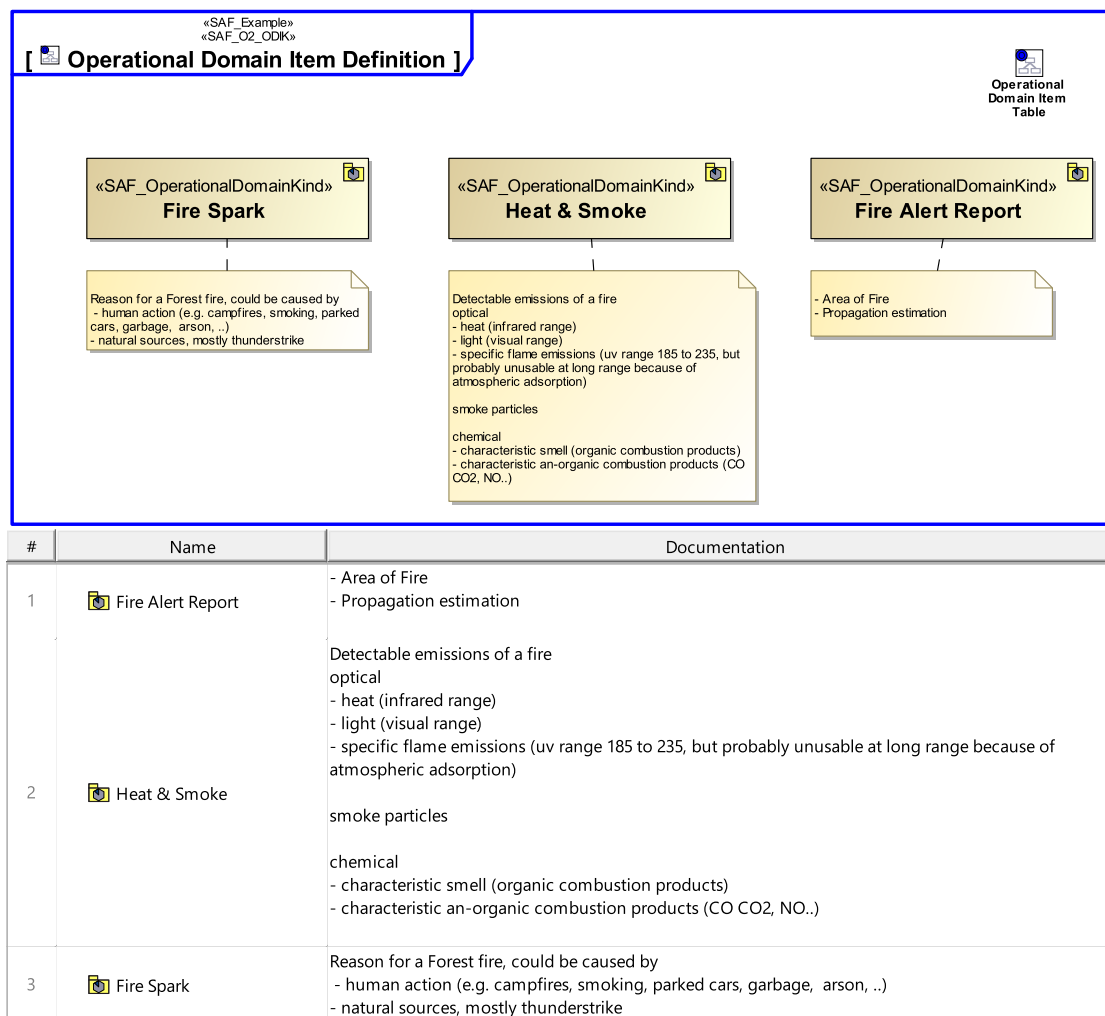 «SAF_Example»
«SAF_O2_ODIK»
[ Operational Domain Item Definition ]
Operational
Domain Item
Table
«SAF_OperationalDomainKind»
Fire Spark
«SAF_OperationalDomainKind»
Heat & Smoke
«SAF_OperationalDomainKind»
Fire Alert Report
Reason for a Forest fire, could be caused by
- human action (e.g. campfires, smoking, parked
cars, garbage,  arson, ..)
- natural sources, mostly thunderstrike
Detectable emissions of a fire
optical
- heat (infrared range)
- light (visual range)
- specific flame emissions (uv range 185 to 235, but
probably unusable at long range because of
atmospheric adsorption)
smoke particles
chemical
- characteristic smell (organic combustion products)
- characteristic an-organic combustion products (CO
CO2, NO..)
- Area of Fire
- Propagation estimation
# Name Documentation
1 Fire Alert Report
- Area of Fire
- Propagation estimation
2 Heat & Smoke
Detectable emissions of a fire
optical
- heat (infrared range)
- light (visual range)
- specific flame emissions (uv range 185 to 235, but probably unusable at long range because of
atmospheric adsorption)
smoke particles
chemical
- characteristic smell (organic combustion products)
- characteristic an-organic combustion products (CO CO2, NO..)
3 Fire Spark
Reason for a Forest fire, could be caused by
- human action (e.g. campfires, smoking, parked cars, garbage,  arson, ..)
- natural sources, mostly thunderstrike